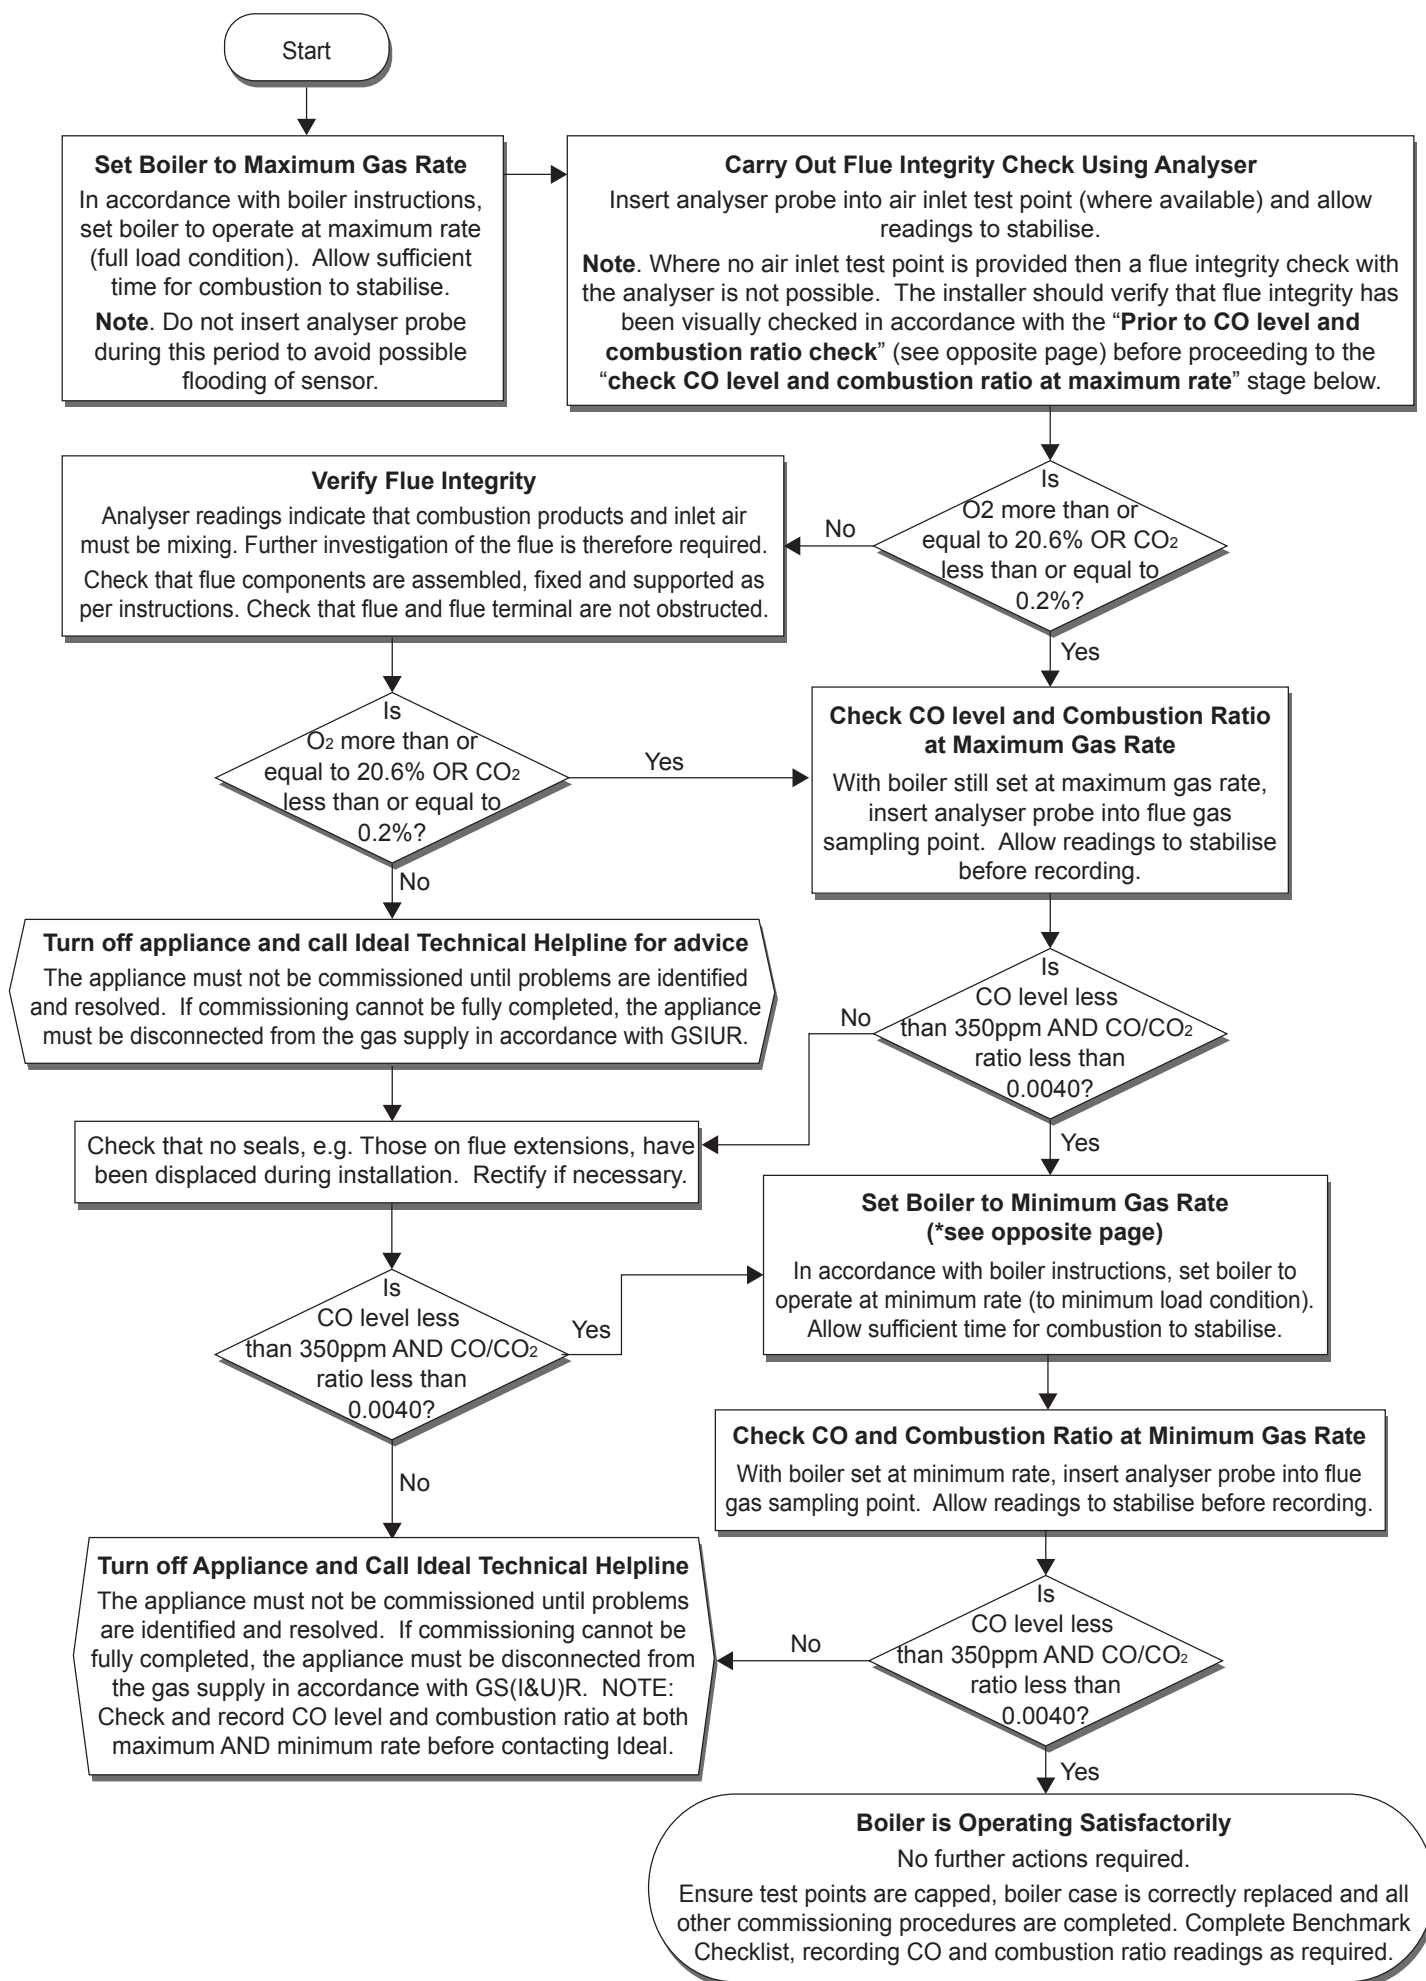 Start
Set Boiler to Maximum Gas Rate
In accordance with boiler instructions,
set boiler to operate at maximum rate
(full load condition).  Allow sufficient
time for combustion to stabilise.
Note. Do not insert analyser probe
during this period to avoid possible
flooding of sensor.
Carry Out Flue Integrity Check Using Analyser
Insert analyser probe into air inlet test point (where available) and allow
readings to stabilise.
Note. Where no air inlet test point is provided then a flue integrity check with
the analyser is not possible.  The installer should verify that flue integrity has
been visually checked in accordance with the “Prior to CO level and
combustion ratio check” (see opposite page) before proceeding to the
“check CO level and combustion ratio at maximum rate” stage below.
Is
O2 more than or
equal to 20.6% OR CO2
less than or equal to
0.2%?
No
Yes
Verify Flue Integrity
Analyser readings indicate that combustion products and inlet air
must be mixing. Further investigation of the flue is therefore required.
Check that flue components are assembled, fixed and supported as
per instructions. Check that flue and flue terminal are not obstructed.
Is
O2 more than or
equal to 20.6% OR CO2
less than or equal to
0.2%?
Yes
No
Check CO level and Combustion Ratio
at Maximum Gas Rate
With boiler still set at maximum gas rate,
insert analyser probe into flue gas
sampling point.  Allow readings to stabilise
before recording.
Turn off appliance and call Ideal Technical Helpline for advice
The appliance must not be commissioned until problems are identified
and resolved.  If commissioning cannot be fully completed, the appliance
must be disconnected from the gas supply in accordance with GSIUR.
Is
CO level less
than 350ppm AND CO/CO2
ratio less than
0.0040?
No
Yes
Check that no seals, e.g. Those on flue extensions, have
been displaced during installation.  Rectify if necessary.
Set Boiler to Minimum Gas Rate
(*see opposite page)
In accordance with boiler instructions, set boiler to
operate at minimum rate (to minimum load condition).
Allow sufficient time for combustion to stabilise.
Is
CO level less
than 350ppm AND CO/CO2
ratio less than
0.0040?
Yes
No
Check CO and Combustion Ratio at Minimum Gas Rate
With boiler set at minimum rate, insert analyser probe into flue
gas sampling point.  Allow readings to stabilise before recording.
Turn off Appliance and Call Ideal Technical Helpline
The appliance must not be commissioned until problems
are identified and resolved.  If commissioning cannot be
fully completed, the appliance must be disconnected from
the gas supply in accordance with GS(I&U)R.  NOTE:
Check and record CO level and combustion ratio at both
maximum AND minimum rate before contacting Ideal.
Is
CO level less
than 350ppm AND CO/CO2
ratio less than
0.0040?
No
Yes
Boiler is Operating Satisfactorily
No further actions required.
Ensure test points are capped, boiler case is correctly replaced and all
other commissioning procedures are completed. Complete Benchmark
Checklist, recording CO and combustion ratio readings as required.